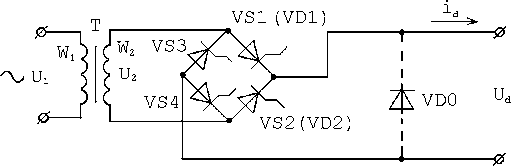 T
VS1(VD1)
i_d
W₁
W₂
VS3
U₁
U₂
VS4
VD0
U_d
VS2(VD2)